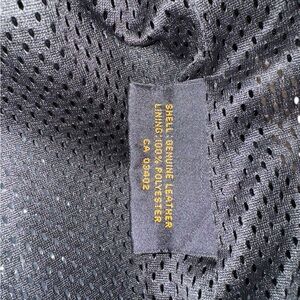 SHELL:GENUINE LEATHER
LINING:100% POLYESTER
CA 03402